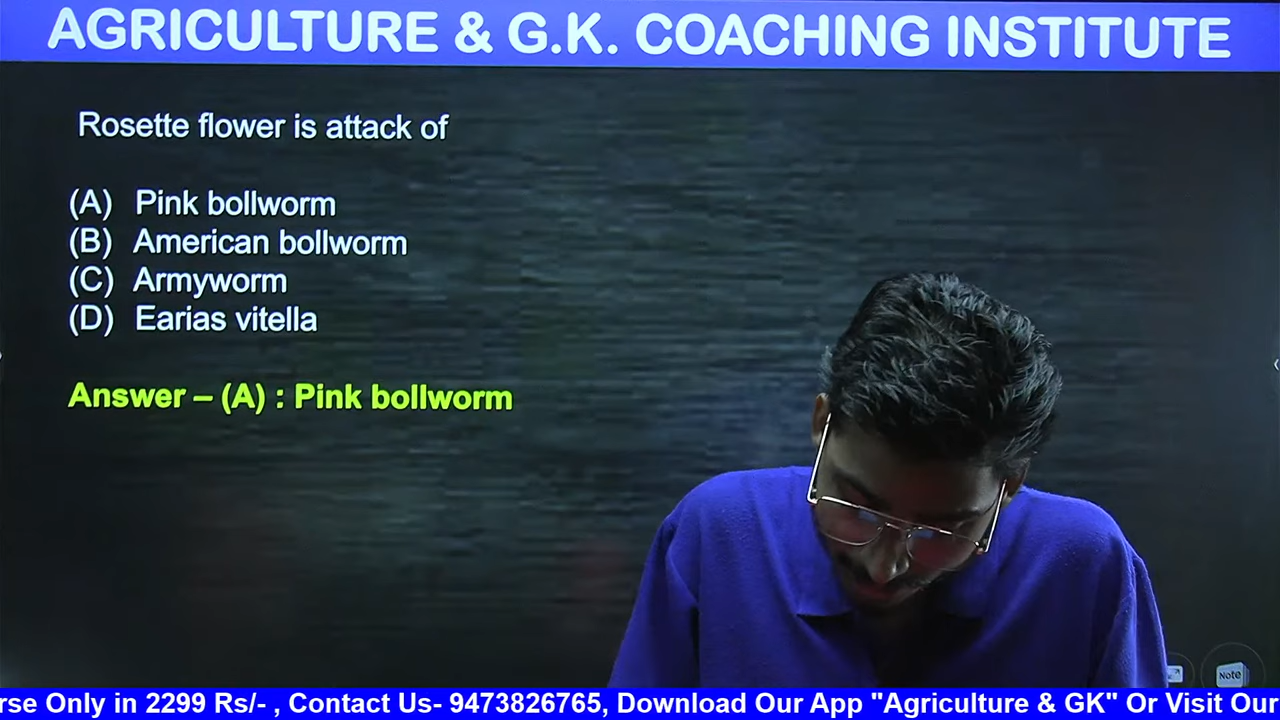 AGRICULTURE & G.K. COACHING INSTITUTE
Rosette flower is attack of
(A) Pink bollworm
(B) American bollworm
(C) Armyworm
(D) Earias vitella
Answer – (A) : Pink bollworm
Note
rse Only in 2299 Rs/- , Contact Us- 9473826765, Download Our App "Agriculture & GK" Or Visit Our